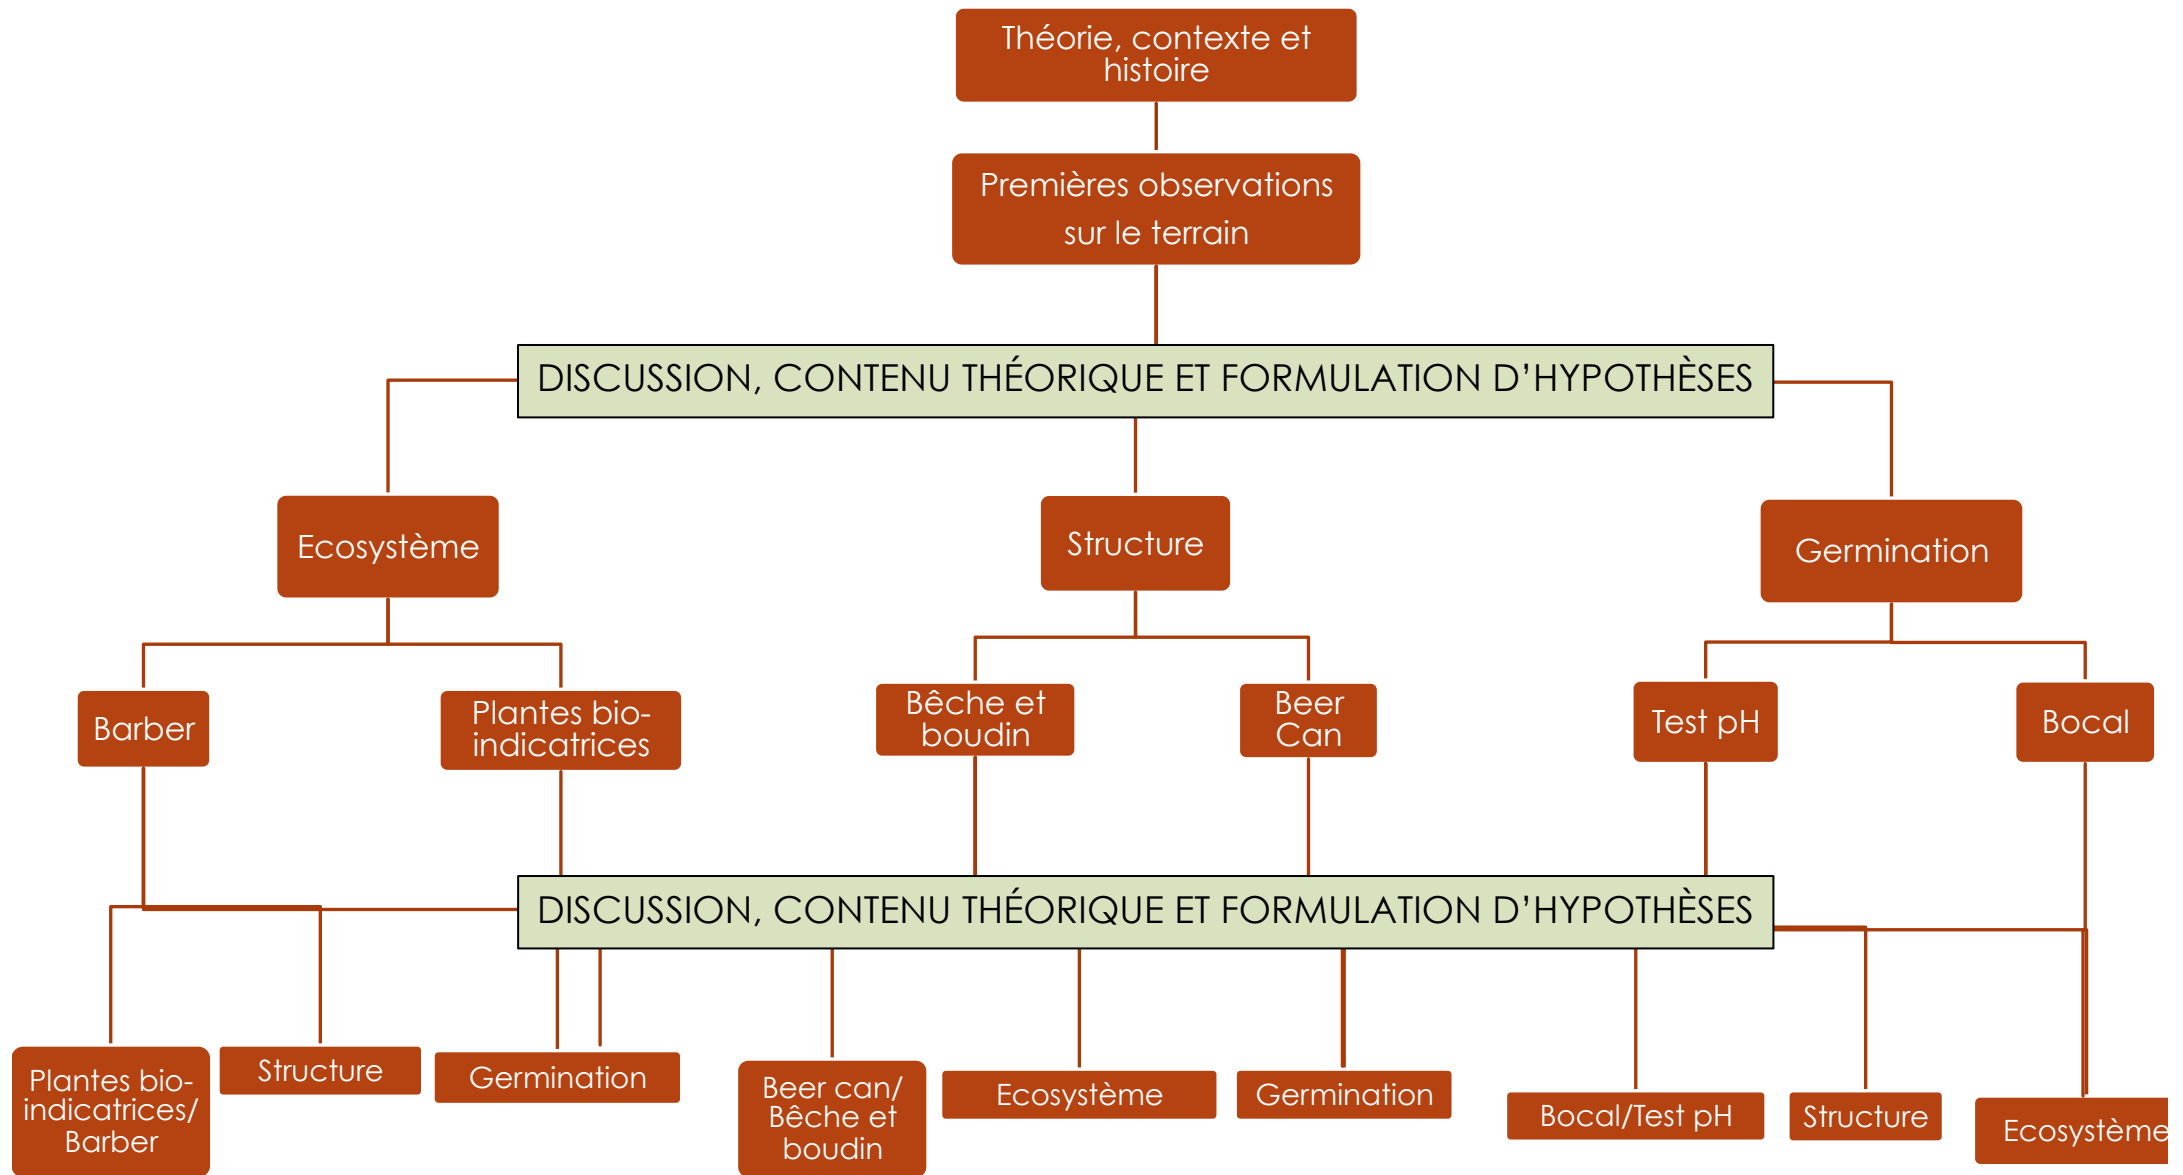 Théorie, contexte et
histoire
Premières observations
sur le terrain
DISCUSSION, CONTENU THÉORIQUE ET FORMULATION D’HYPOTHÈSES
Ecosystème
Structure
Germination
Barber
Plantes bio-
indicatrices
Bêche et
boudin
Beer
Can
Test pH
Bocal
DISCUSSION, CONTENU THÉORIQUE ET FORMULATION D’HYPOTHÈSES
Plantes bio-
indicatrices/
Barber
Structure
Germination
Beer can/
Bêche et
boudin
Ecosystème
Germination
Bocal/Test pH
Structure
Ecosystème